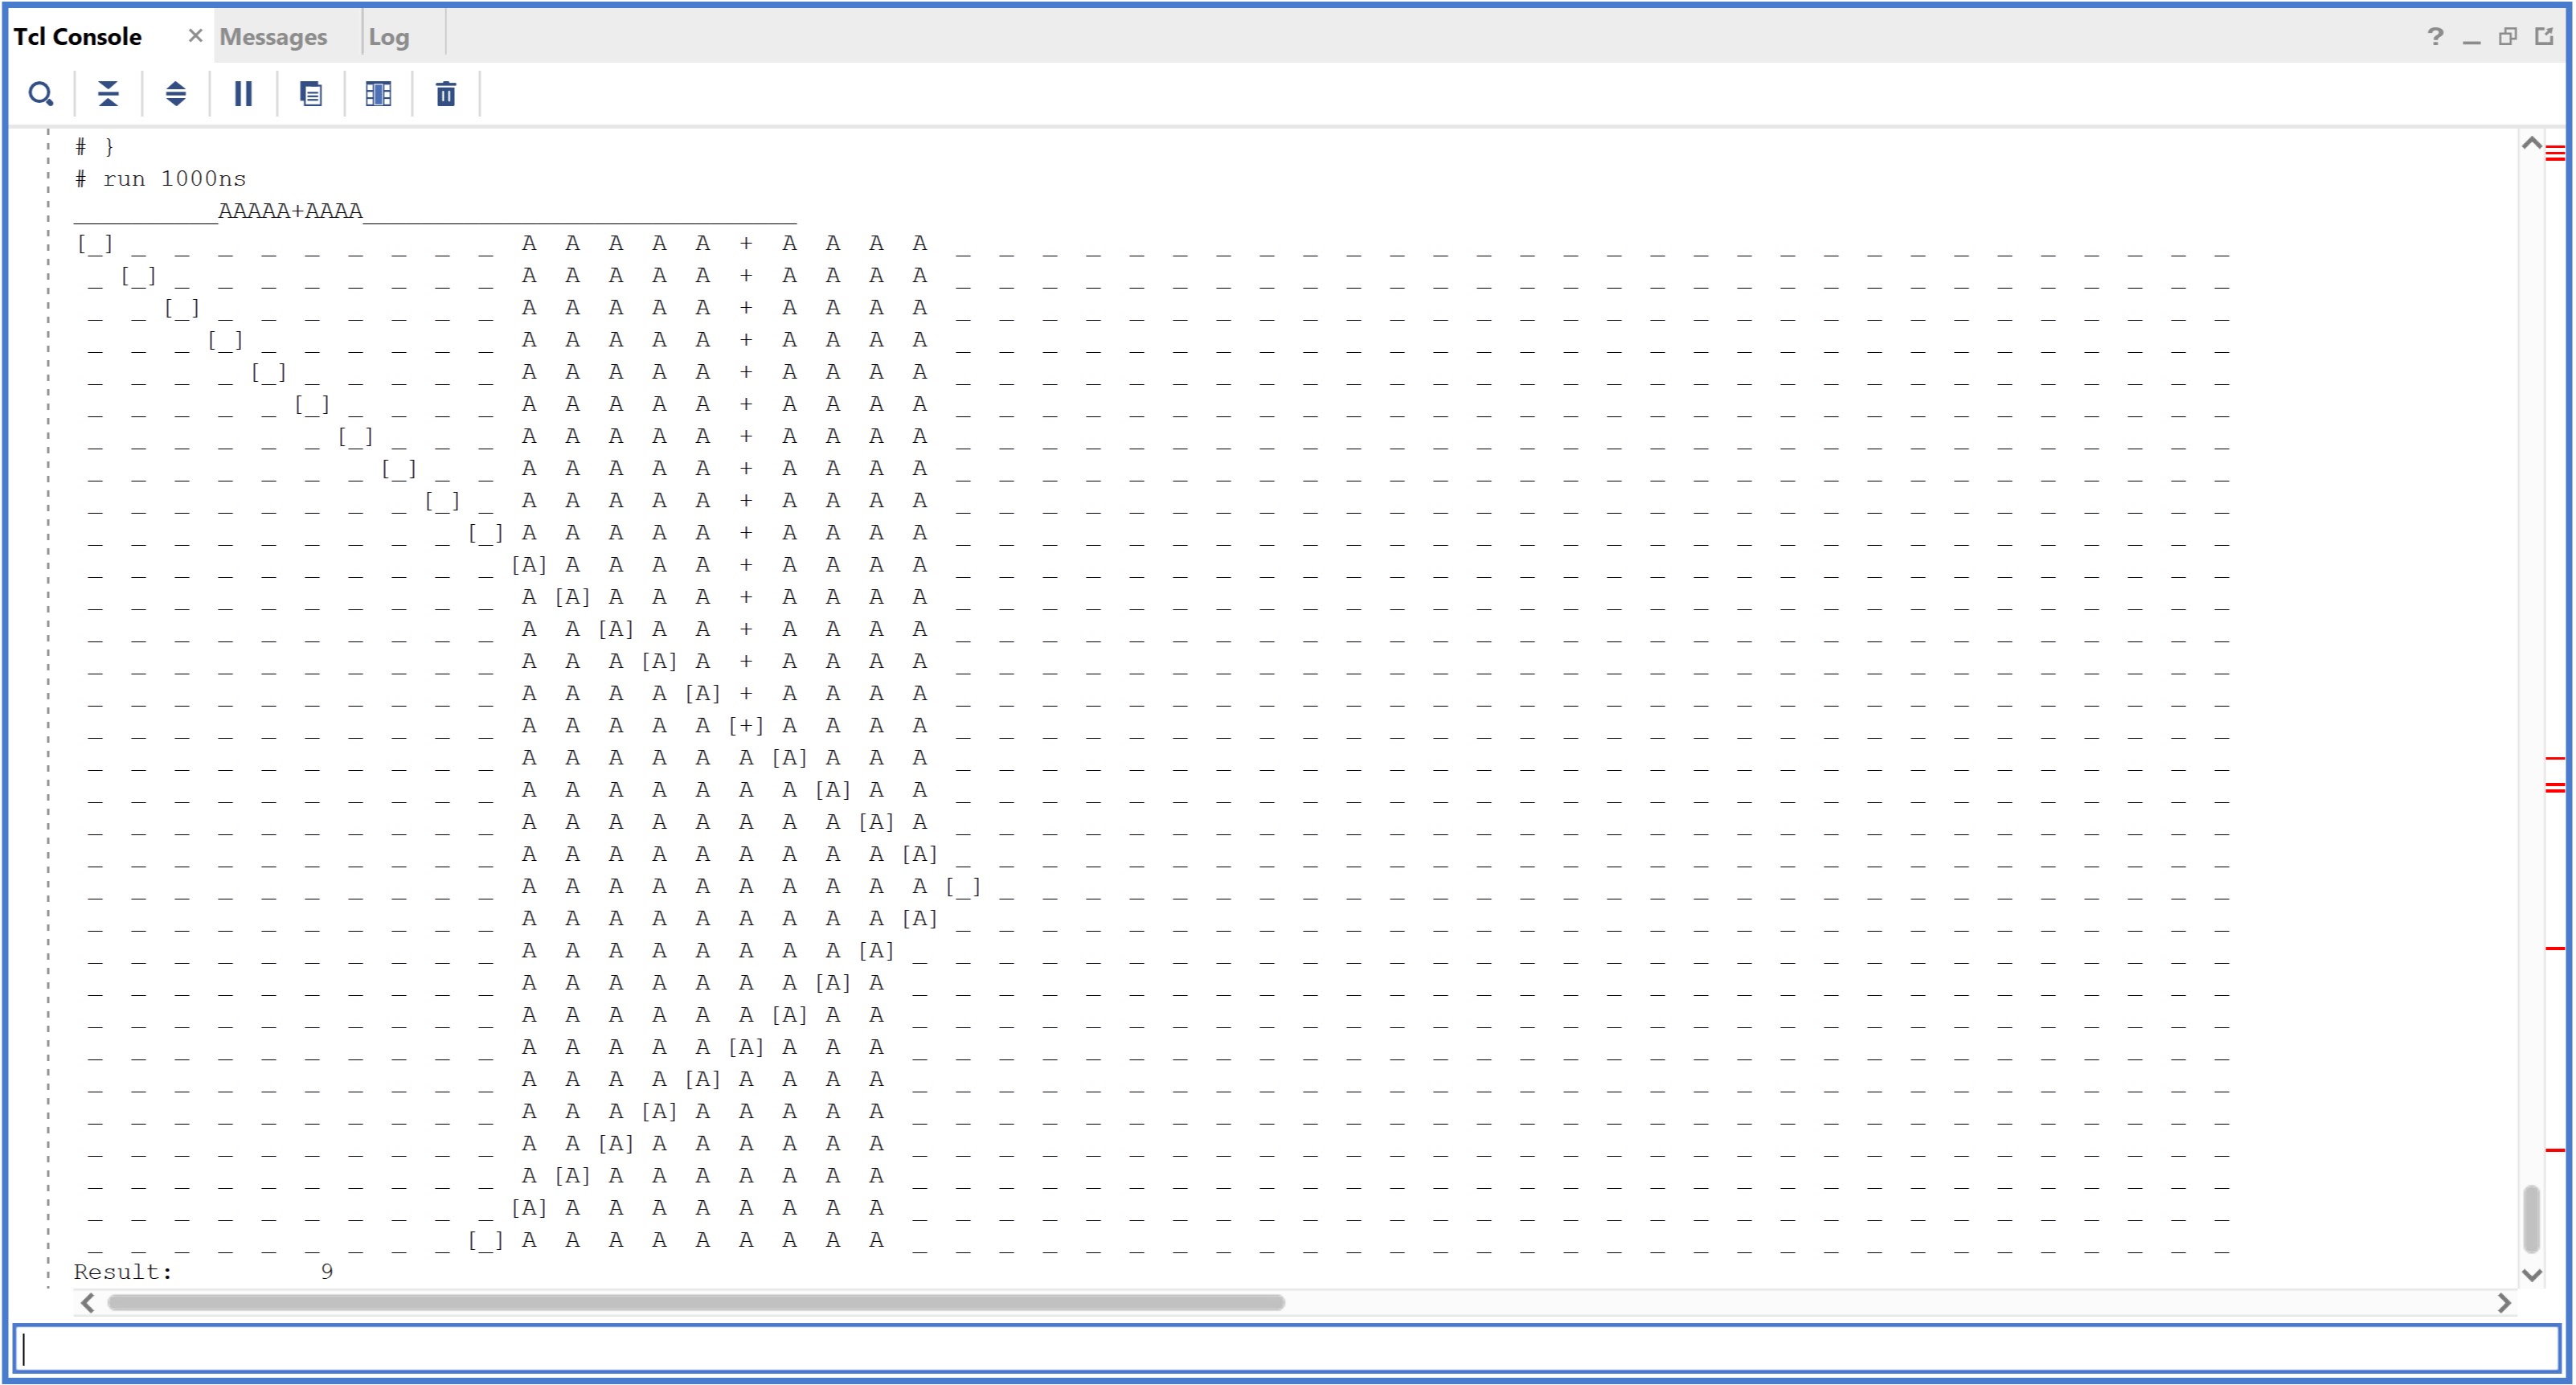 Tcl Console × Messages Log ?
# }
# run 1000ns
__________AAAAA+AAAA______________________________
[_] _  _  _  _  _  _  _  _  _  A  A  A  A  A  +  A  A  A  A  _  _  _  _  _  _  _  _  _  _  _  _  _  _  _  _  _  _  _  _  _  _  _  _  _  _  _  _  _  _
 _ [_] _  _  _  _  _  _  _  _  A  A  A  A  A  +  A  A  A  A  _  _  _  _  _  _  _  _  _  _  _  _  _  _  _  _  _  _  _  _  _  _  _  _  _  _  _  _  _  _
 _  _ [_] _  _  _  _  _  _  _  A  A  A  A  A  +  A  A  A  A  _  _  _  _  _  _  _  _  _  _  _  _  _  _  _  _  _  _  _  _  _  _  _  _  _  _  _  _  _  _
 _  _  _ [_] _  _  _  _  _  _  A  A  A  A  A  +  A  A  A  A  _  _  _  _  _  _  _  _  _  _  _  _  _  _  _  _  _  _  _  _  _  _  _  _  _  _  _  _  _  _
 _  _  _  _ [_] _  _  _  _  _  A  A  A  A  A  +  A  A  A  A  _  _  _  _  _  _  _  _  _  _  _  _  _  _  _  _  _  _  _  _  _  _  _  _  _  _  _  _  _  _
 _  _  _  _  _ [_] _  _  _  _  A  A  A  A  A  +  A  A  A  A  _  _  _  _  _  _  _  _  _  _  _  _  _  _  _  _  _  _  _  _  _  _  _  _  _  _  _  _  _  _
 _  _  _  _  _  _ [_] _  _  _  A  A  A  A  A  +  A  A  A  A  _  _  _  _  _  _  _  _  _  _  _  _  _  _  _  _  _  _  _  _  _  _  _  _  _  _  _  _  _  _
 _  _  _  _  _  _  _ [_] _  _  A  A  A  A  A  +  A  A  A  A  _  _  _  _  _  _  _  _  _  _  _  _  _  _  _  _  _  _  _  _  _  _  _  _  _  _  _  _  _  _
 _  _  _  _  _  _  _  _ [_] _  A  A  A  A  A  +  A  A  A  A  _  _  _  _  _  _  _  _  _  _  _  _  _  _  _  _  _  _  _  _  _  _  _  _  _  _  _  _  _  _
 _  _  _  _  _  _  _  _  _ [_] A  A  A  A  A  +  A  A  A  A  _  _  _  _  _  _  _  _  _  _  _  _  _  _  _  _  _  _  _  _  _  _  _  _  _  _  _  _  _  _
 _  _  _  _  _  _  _  _  _  _ [A] A  A  A  A  +  A  A  A  A  _  _  _  _  _  _  _  _  _  _  _  _  _  _  _  _  _  _  _  _  _  _  _  _  _  _  _  _  _  _
 _  _  _  _  _  _  _  _  _  _  A [A] A  A  A  +  A  A  A  A  _  _  _  _  _  _  _  _  _  _  _  _  _  _  _  _  _  _  _  _  _  _  _  _  _  _  _  _  _  _
 _  _  _  _  _  _  _  _  _  _  A  A [A] A  A  +  A  A  A  A  _  _  _  _  _  _  _  _  _  _  _  _  _  _  _  _  _  _  _  _  _  _  _  _  _  _  _  _  _  _
 _  _  _  _  _  _  _  _  _  _  A  A  A [A] A  +  A  A  A  A  _  _  _  _  _  _  _  _  _  _  _  _  _  _  _  _  _  _  _  _  _  _  _  _  _  _  _  _  _  _
 _  _  _  _  _  _  _  _  _  _  A  A  A  A [A] +  A  A  A  A  _  _  _  _  _  _  _  _  _  _  _  _  _  _  _  _  _  _  _  _  _  _  _  _  _  _  _  _  _  _
 _  _  _  _  _  _  _  _  _  _  A  A  A  A  A [+] A  A  A  A  _  _  _  _  _  _  _  _  _  _  _  _  _  _  _  _  _  _  _  _  _  _  _  _  _  _  _  _  _  _
 _  _  _  _  _  _  _  _  _  _  A  A  A  A  A  A [A] A  A  A  _  _  _  _  _  _  _  _  _  _  _  _  _  _  _  _  _  _  _  _  _  _  _  _  _  _  _  _  _  _
 _  _  _  _  _  _  _  _  _  _  A  A  A  A  A  A  A [A] A  A  _  _  _  _  _  _  _  _  _  _  _  _  _  _  _  _  _  _  _  _  _  _  _  _  _  _  _  _  _  _
 _  _  _  _  _  _  _  _  _  _  A  A  A  A  A  A  A  A [A] A  _  _  _  _  _  _  _  _  _  _  _  _  _  _  _  _  _  _  _  _  _  _  _  _  _  _  _  _  _  _
 _  _  _  _  _  _  _  _  _  _  A  A  A  A  A  A  A  A  A [A] _  _  _  _  _  _  _  _  _  _  _  _  _  _  _  _  _  _  _  _  _  _  _  _  _  _  _  _  _  _
 _  _  _  _  _  _  _  _  _  _  A  A  A  A  A  A  A  A  A  A [_] _  _  _  _  _  _  _  _  _  _  _  _  _  _  _  _  _  _  _  _  _  _  _  _  _  _  _  _  _
 _  _  _  _  _  _  _  _  _  _  A  A  A  A  A  A  A  A  A [A] _  _  _  _  _  _  _  _  _  _  _  _  _  _  _  _  _  _  _  _  _  _  _  _  _  _  _  _  _  _
 _  _  _  _  _  _  _  _  _  _  A  A  A  A  A  A  A  A [A] _  _  _  _  _  _  _  _  _  _  _  _  _  _  _  _  _  _  _  _  _  _  _  _  _  _  _  _  _  _  _
 _  _  _  _  _  _  _  _  _  _  A  A  A  A  A  A  A [A] A  _  _  _  _  _  _  _  _  _  _  _  _  _  _  _  _  _  _  _  _  _  _  _  _  _  _  _  _  _  _  _
 _  _  _  _  _  _  _  _  _  _  A  A  A  A  A  A [A] A  A  _  _  _  _  _  _  _  _  _  _  _  _  _  _  _  _  _  _  _  _  _  _  _  _  _  _  _  _  _  _  _
 _  _  _  _  _  _  _  _  _  _  A  A  A  A  A [A] A  A  A  _  _  _  _  _  _  _  _  _  _  _  _  _  _  _  _  _  _  _  _  _  _  _  _  _  _  _  _  _  _  _
 _  _  _  _  _  _  _  _  _  _  A  A  A  A [A] A  A  A  A  _  _  _  _  _  _  _  _  _  _  _  _  _  _  _  _  _  _  _  _  _  _  _  _  _  _  _  _  _  _  _
 _  _  _  _  _  _  _  _  _  _  A  A  A [A] A  A  A  A  A  _  _  _  _  _  _  _  _  _  _  _  _  _  _  _  _  _  _  _  _  _  _  _  _  _  _  _  _  _  _  _
 _  _  _  _  _  _  _  _  _  _  A  A [A] A  A  A  A  A  A  _  _  _  _  _  _  _  _  _  _  _  _  _  _  _  _  _  _  _  _  _  _  _  _  _  _  _  _  _  _  _
 _  _  _  _  _  _  _  _  _  _  A [A] A  A  A  A  A  A  A  _  _  _  _  _  _  _  _  _  _  _  _  _  _  _  _  _  _  _  _  _  _  _  _  _  _  _  _  _  _  _
 _  _  _  _  _  _  _  _  _  _ [A] A  A  A  A  A  A  A  A  _  _  _  _  _  _  _  _  _  _  _  _  _  _  _  _  _  _  _  _  _  _  _  _  _  _  _  _  _  _  _
 _  _  _  _  _  _  _  _  _ [_] A  A  A  A  A  A  A  A  A  _  _  _  _  _  _  _  _  _  _  _  _  _  _  _  _  _  _  _  _  _  _  _  _  _  _  _  _  _  _  _
Result:          9